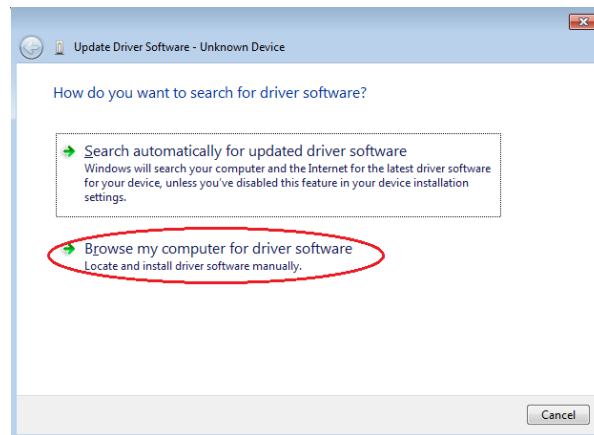 Update Driver Software - Unknown Device
How do you want to search for driver software?
Search automatically for updated driver software
Windows will search your computer and the Internet for the latest driver software
for your device, unless you've disabled this feature in your device installation
settings.
Browse my computer for driver software
Locate and install driver software manually.
Cancel